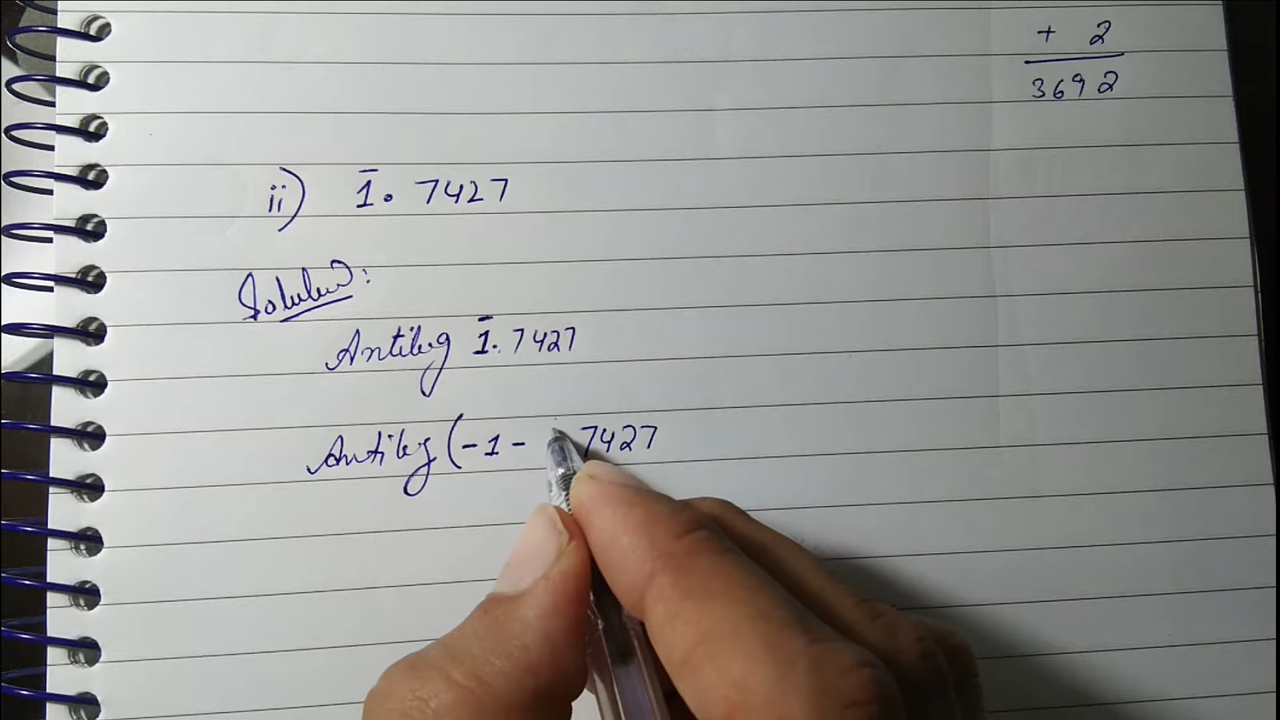 + 2
3692
ii) 1̄. 7427
Solution:
Antilog 1̄. 7427
Antilog (-1 - 7427